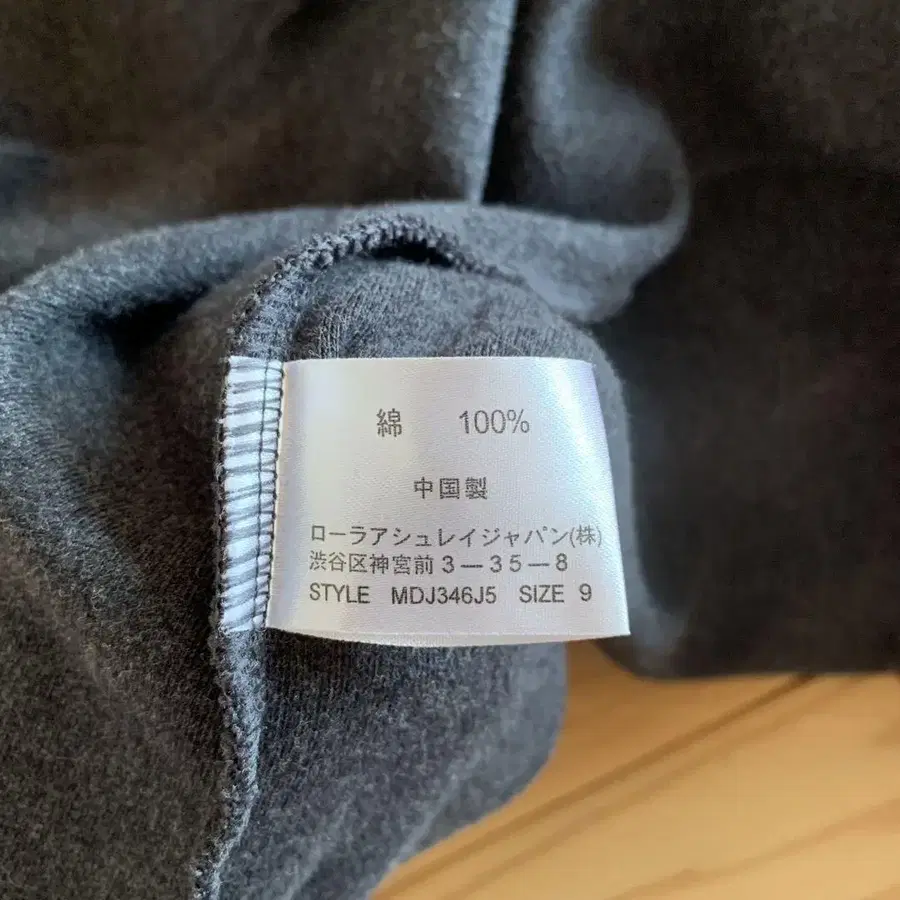 綿 100%
中国製
ローラアシュレイジャパン(株)
渋谷区神宮前3―35―8
STYLE MDJ346J5 SIZE 9